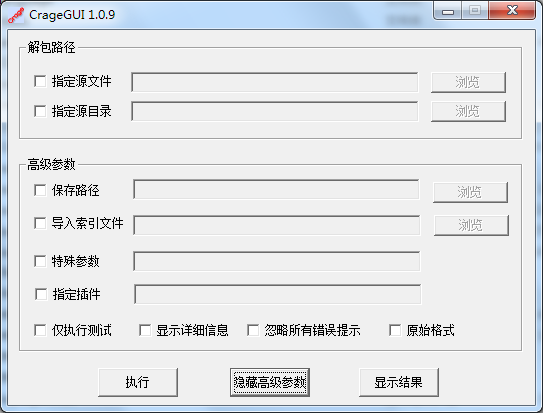 CrageGUI 1.0.9
解包路径
指定源文件 浏览
指定源目录 浏览
高级参数
保存路径 浏览
导入索引文件 浏览
特殊参数
指定插件
仅执行测试 显示详细信息 忽略所有错误提示 原始格式
执行 隐藏高级参数 显示结果